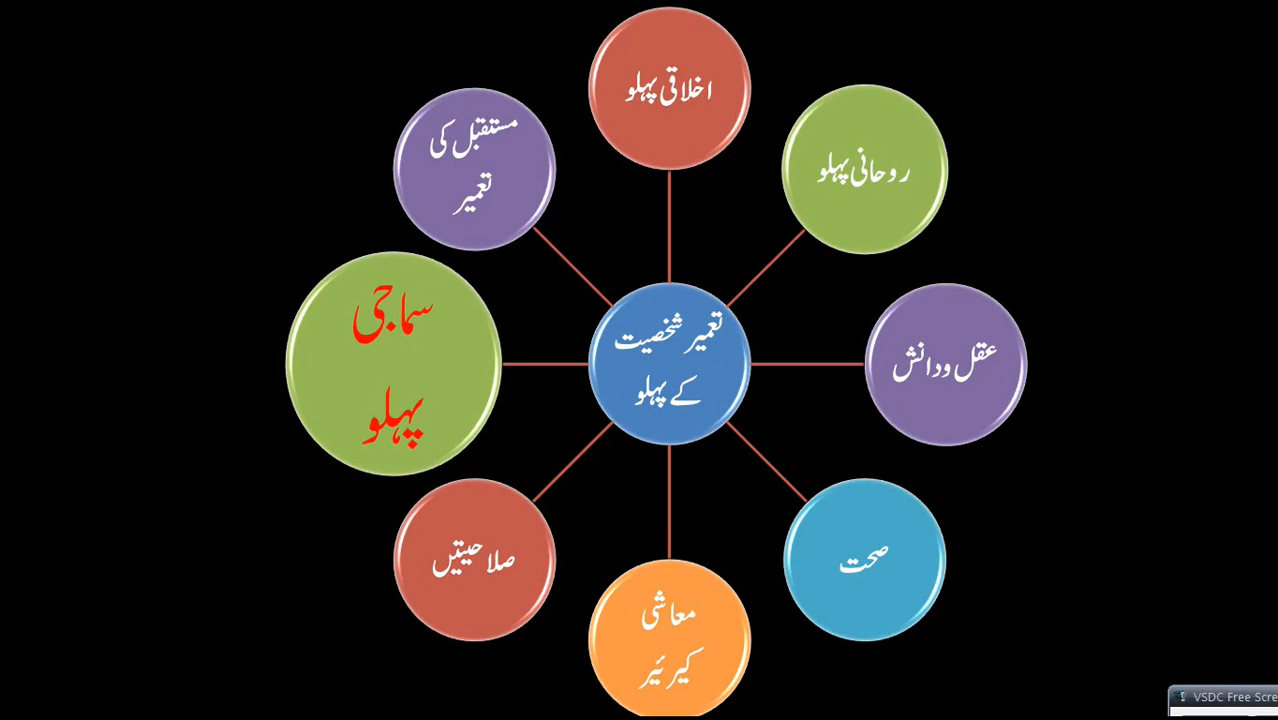 اخلاقی پہلو
روحانی پہلو
عقل ودانش
صحت
معاشی
کیرئیر
صلاحیتیں
سماجی
پہلو
مستقبل کی
تعمیر
تعمیر شخصیت
کے پہلو
VSDC Free Scre